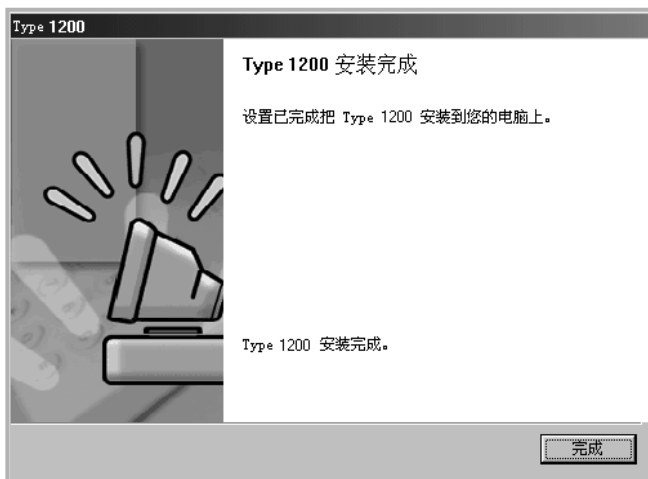 Type 1200
Type 1200 安装完成
设置已完成把 Type 1200 安装到您的电脑上。
Type 1200 安装完成。
完成